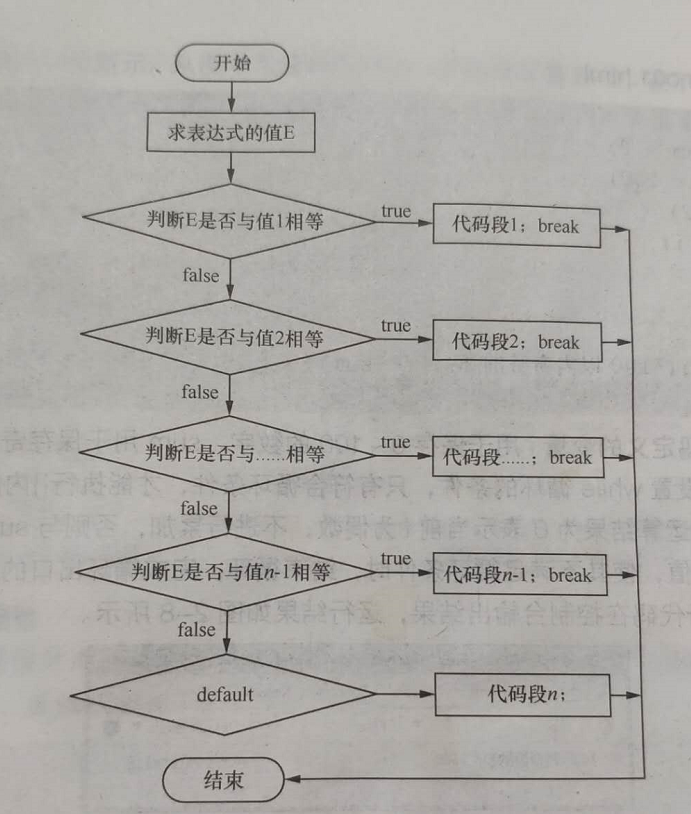 开始
求表达式的值E
判断E是否与值1相等
true
代码段1；break
false
判断E是否与值2相等
true
代码段2；break
false
判断E是否与……相等
true
代码段……；break
false
判断E是否与值n-1相等
true
代码段n-1；break
false
default
代码段n；
结束